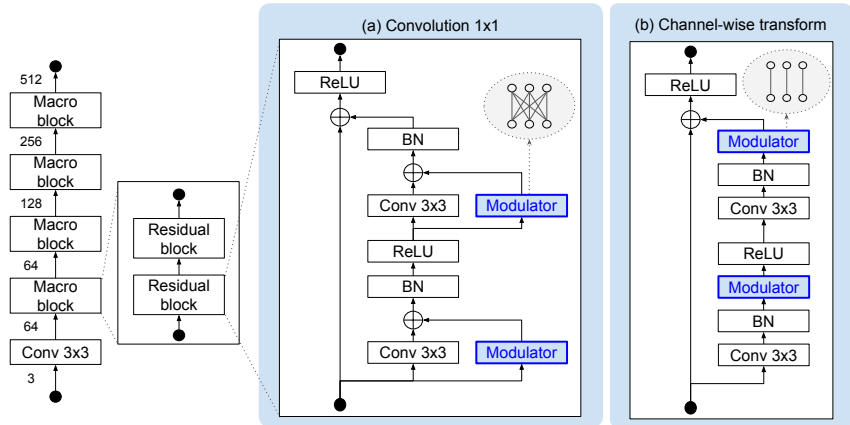 (a) Convolution 1x1
(b) Channel-wise transform
512
Macro
block
256
Macro
block
128
Macro
block
64
Macro
block
64
Conv 3x3
3
Residual
block
Residual
block
ReLU
BN
Conv 3x3
Modulator
ReLU
BN
Conv 3x3
Modulator
ReLU
Modulator
BN
Conv 3x3
ReLU
Modulator
BN
Conv 3x3